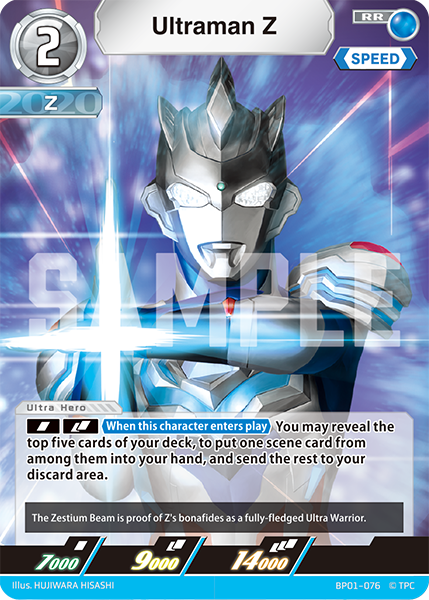 Ultraman Z
2
RR
SPEED
2020
Z
SAMPLE
Ultra Hero
When this character enters play You may reveal the
top five cards of your deck, to put one scene card from
among them into your hand, and send the rest to your
discard area.
The Zestium Beam is proof of Z's bonafides as a fully-fledged Ultra Warrior.
7000 9000 14000
Illus. HUJIWARA HISASHI BP01-076 © TPC